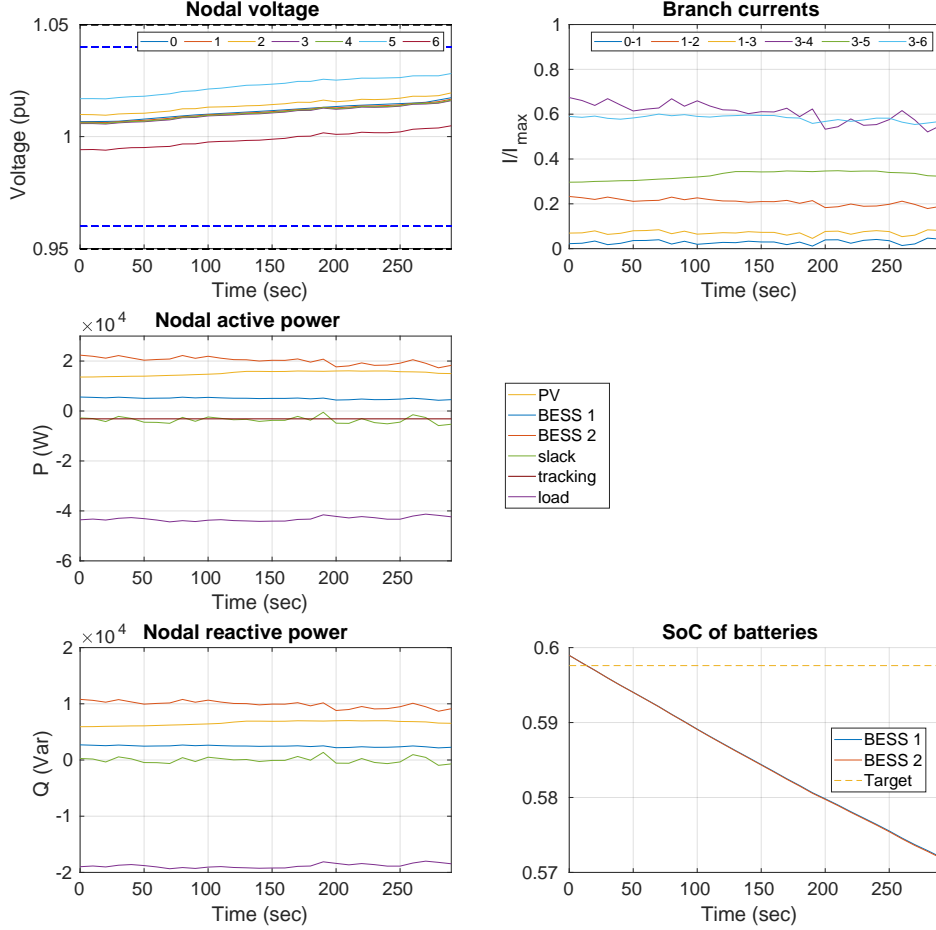 Nodal voltage
1.05
1
0.95
Voltage (pu)
0 1 2 3 4 5 6
0 50 100 150 200 250
Time (sec)
Branch currents
1
0.8
0.6
0.4
0.2
0
I/I_max
0-1 1-2 1-3 3-4 3-5 3-6
0 50 100 150 200 250
Time (sec)
×10^4
Nodal active power
2
0
-2
-4
-6
P (W)
0 50 100 150 200 250
Time (sec)
PV
BESS 1
BESS 2
slack
tracking
load
×10^4
Nodal reactive power
2
1
0
-1
-2
Q (Var)
0 50 100 150 200 250
Time (sec)
SoC of batteries
0.6
0.59
0.58
0.57
BESS 1
BESS 2
Target
0 50 100 150 200 250
Time (sec)